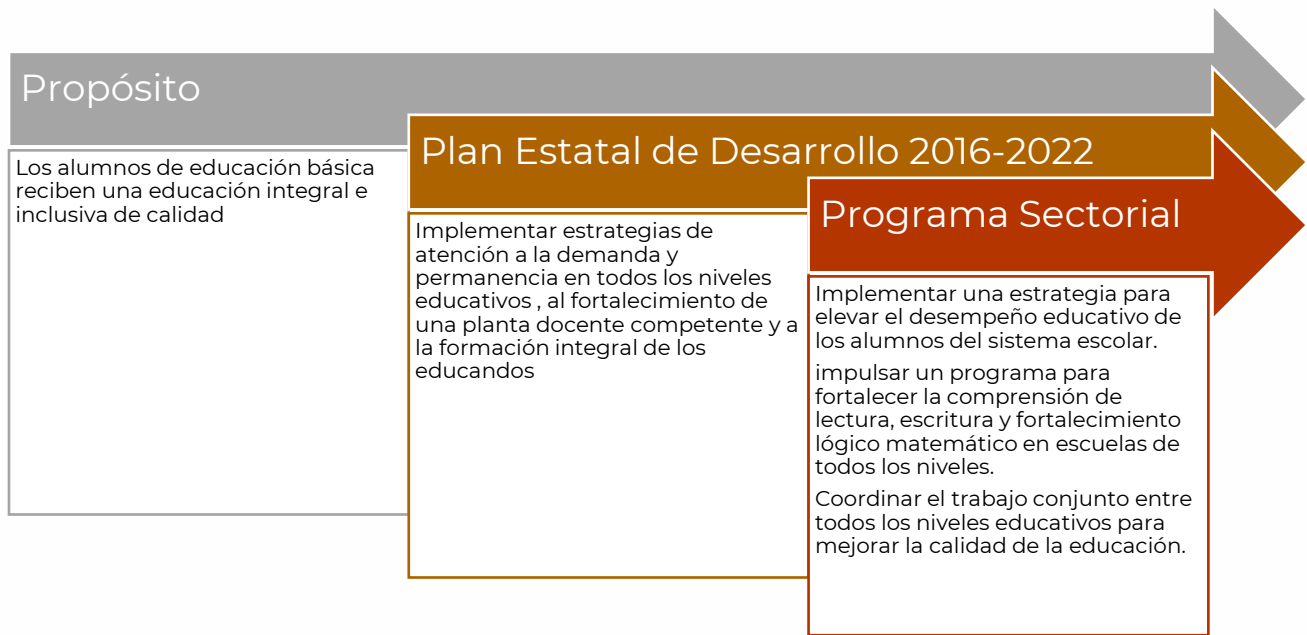 Propósito
Los alumnos de educación básica
reciben una educación integral e
inclusiva de calidad
Plan Estatal de Desarrollo 2016-2022
Implementar estrategias de
atención a la demanda y
permanencia en todos los niveles
educativos , al fortalecimiento de
una planta docente competente y a
la formación integral de los
educandos
Programa Sectorial
Implementar una estrategia para
elevar el desempeño educativo de
los alumnos del sistema escolar.
impulsar un programa para
fortalecer la comprensión de
lectura, escritura y fortalecimiento
lógico matemático en escuelas de
todos los niveles.
Coordinar el trabajo conjunto entre
todos los niveles educativos para
mejorar la calidad de la educación.